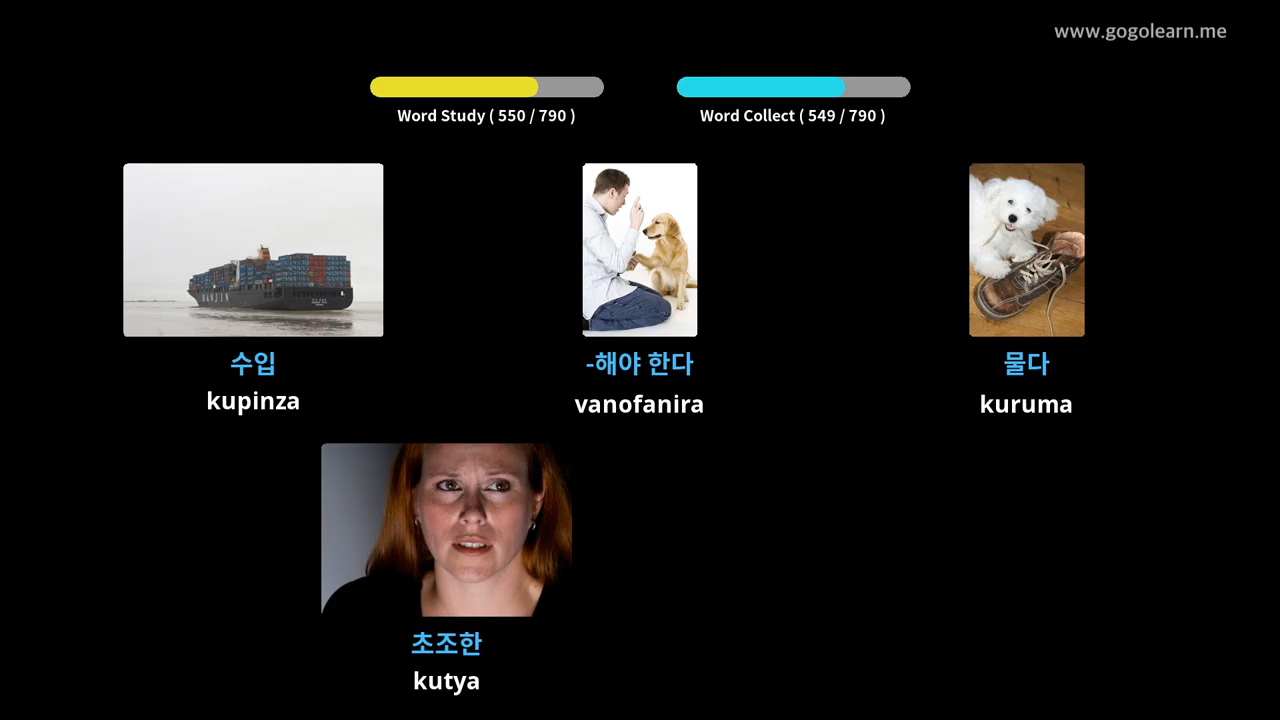 www.gogolearn.me
Word Study ( 550 / 790 )
Word Collect ( 549 / 790 )
수입
kupinza
-해야 한다
vanofanira
물다
kuruma
초조한
kutya